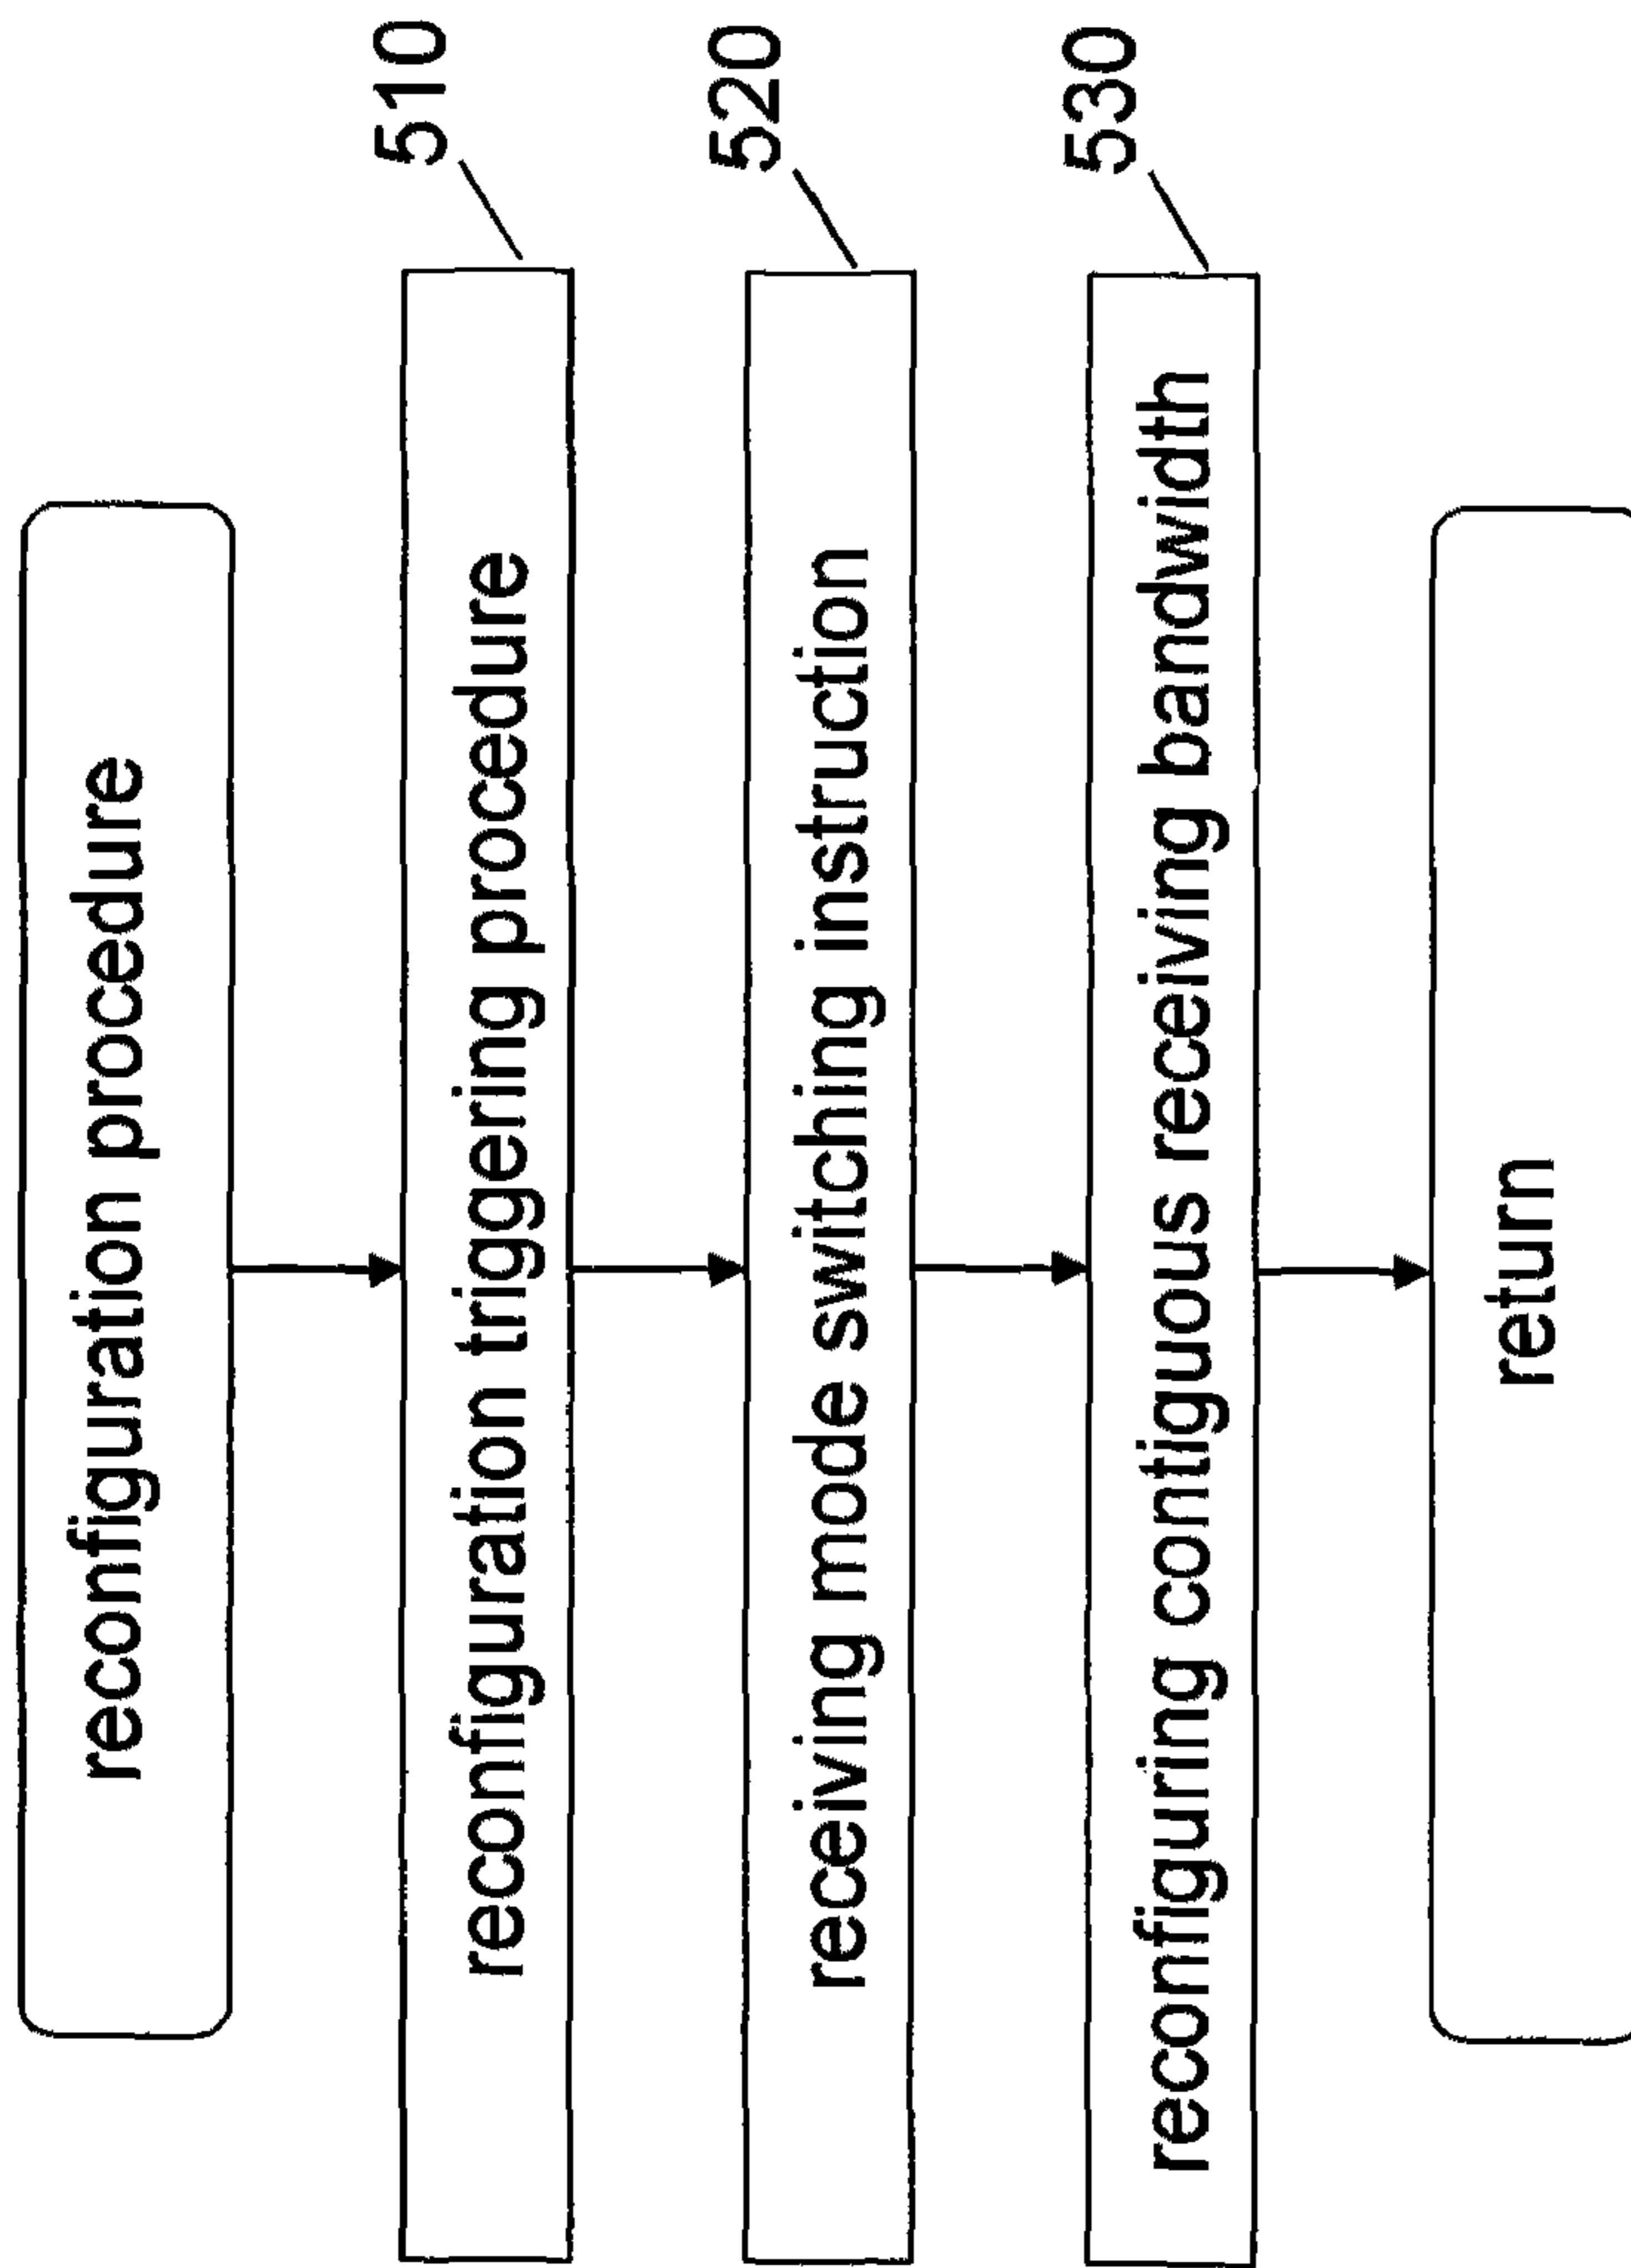 reconfiguration procedure
510
reconfiguration triggering procedure
520
receiving mode switching instruction
530
reconfiguring contiguous receiving bandwidth
return